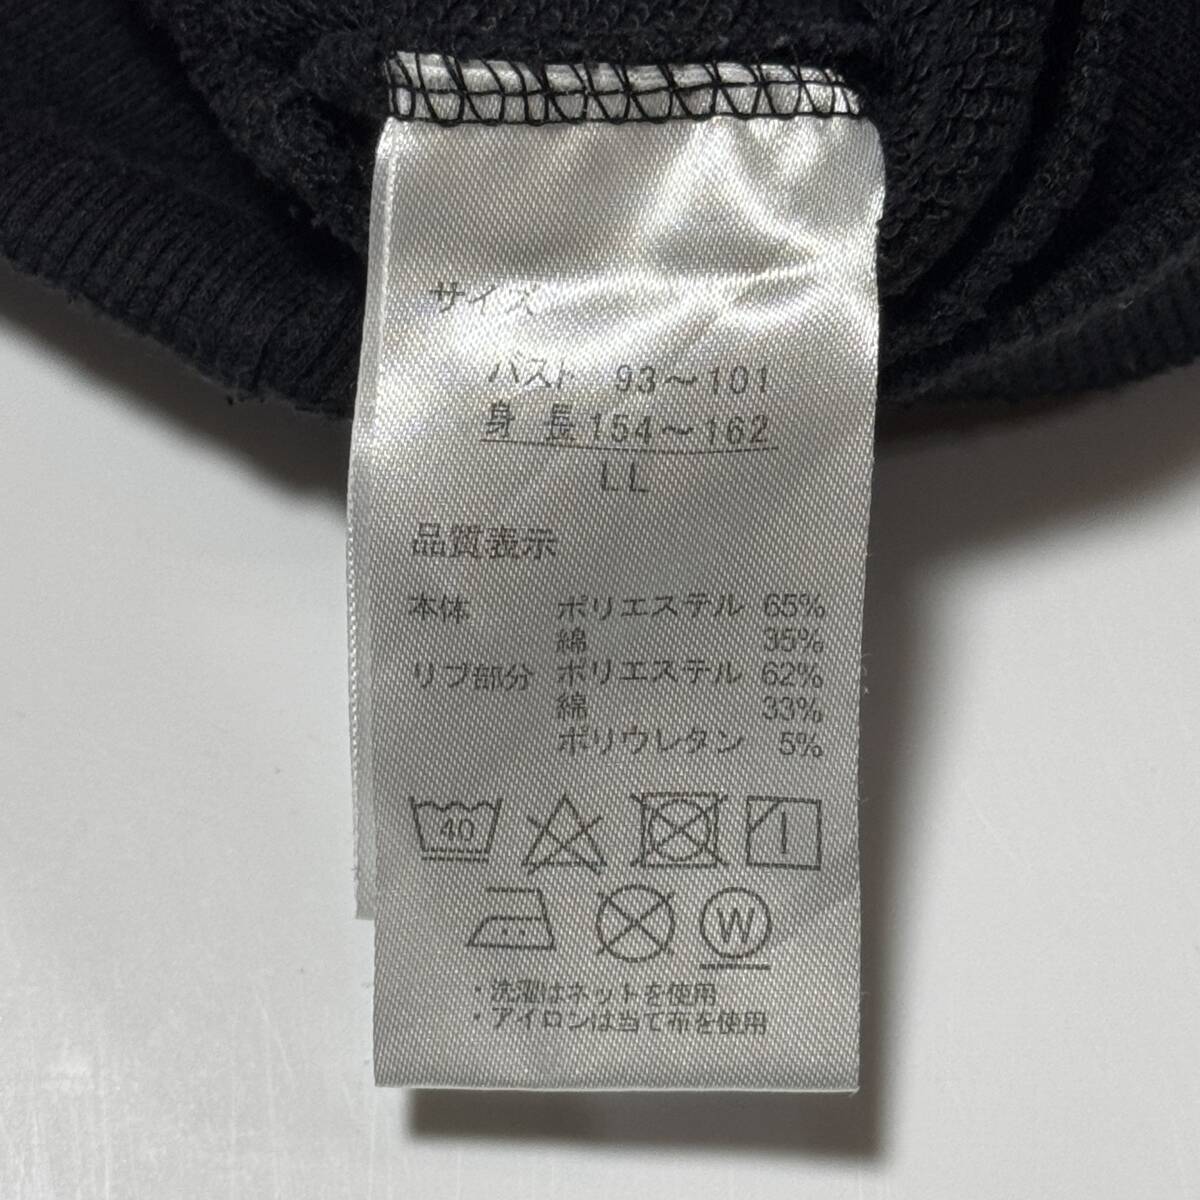 サイズ
バスト 93～101
身長 154～162
LL
品質表示
本体 ポリエステル 65%
綿 35%
リブ部分 ポリエステル 62%
綿 33%
ポリウレタン 5%
40
W
・洗濯はネットを使用
・アイロンは当て布を使用